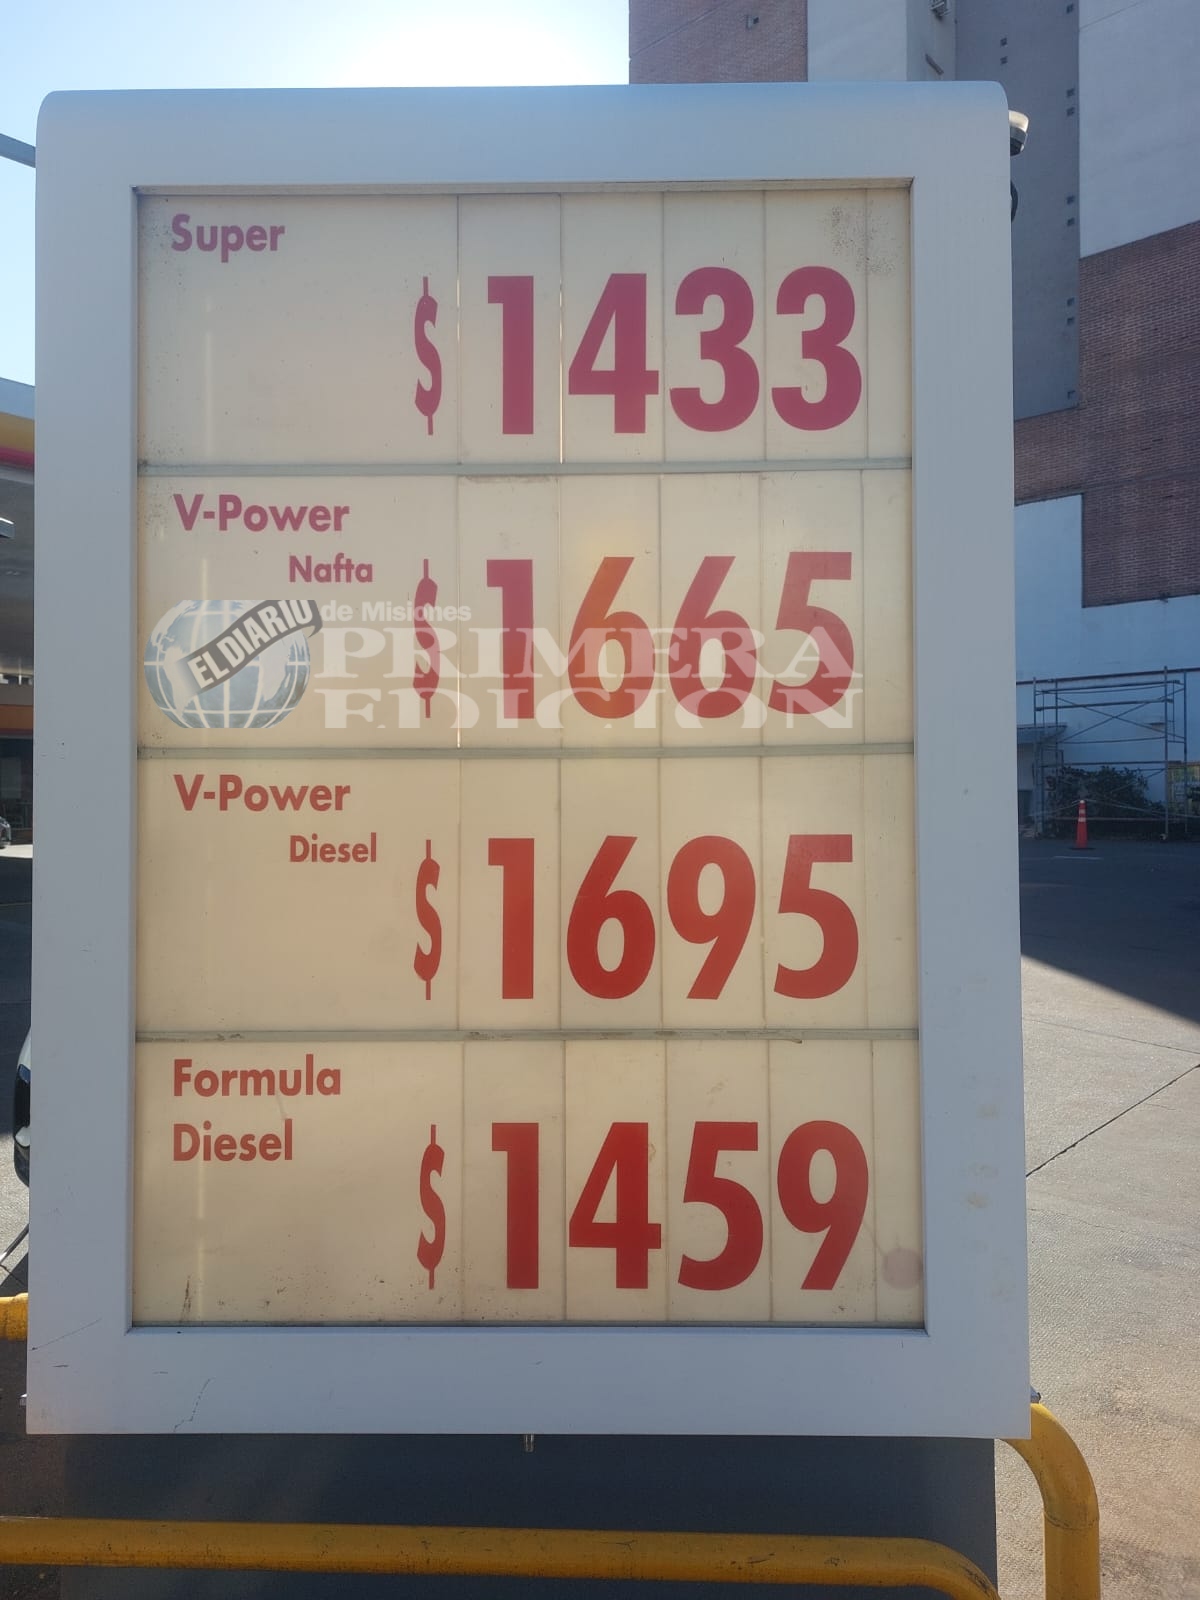 Super
$ 1433
V-Power
Nafta
$ 1665
EL DIARIO de Misiones
PRIMERA
EDICION
V-Power
Diesel
$ 1695
Formula
Diesel
$ 1459